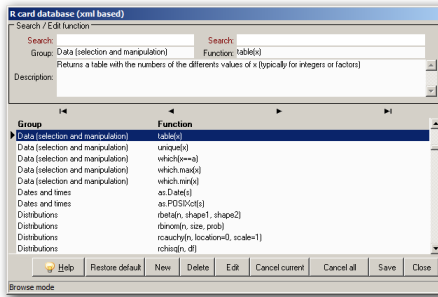 R card database (xml based)
Search / Edit function
Search: Search:
Group: Data (selection and manipulation) Function: table(x)
Description: Returns a table with the numbers of the differents values of x (typically for integers or factors)
Group Function
Data (selection and manipulation) table(x)
Data (selection and manipulation) unique(x)
Data (selection and manipulation) which(x==a)
Data (selection and manipulation) which.max(x)
Data (selection and manipulation) which.min(x)
Dates and times as.Date(s)
Dates and times as.POSIXct(s)
Distributions rbeta(n, shape1, shape2)
Distributions rbinom(n, size, prob)
Distributions rcauchy(n, location=0, scale=1)
Distributions rchisq(n, df)
Help Restore default New Delete Edit Cancel current Cancel all Save Close
Browse mode